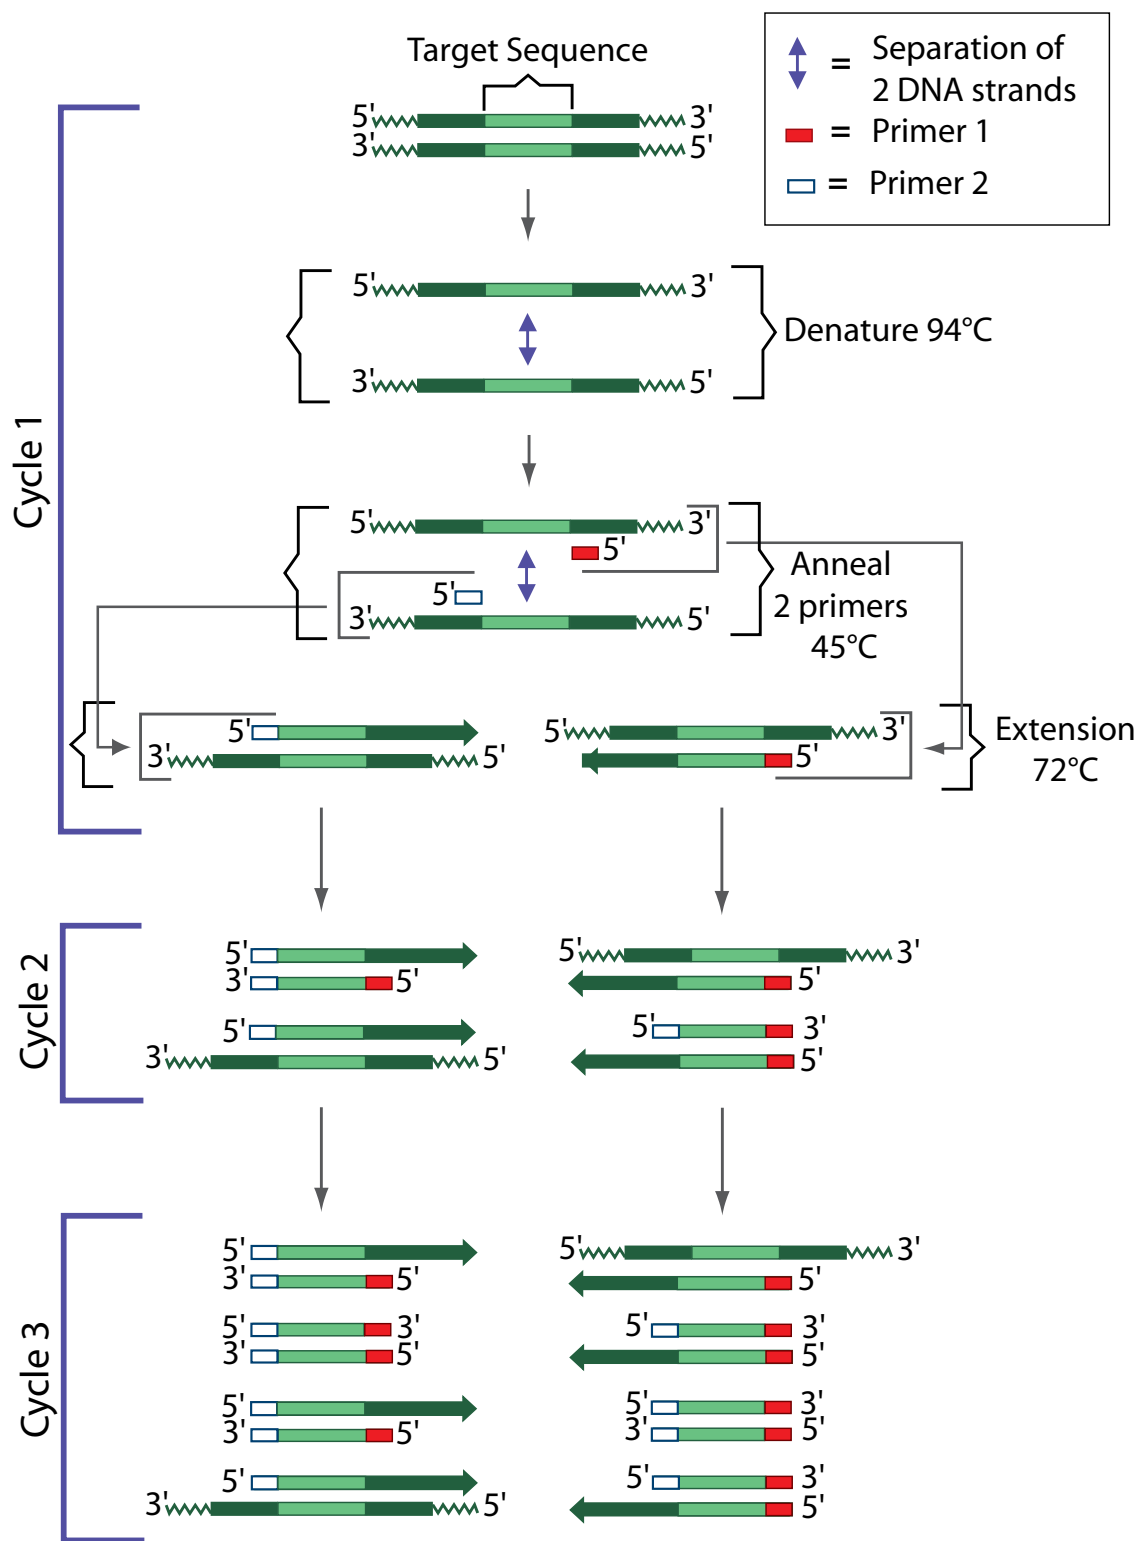 Target Sequence
= Separation of
2 DNA strands
= Primer 1
= Primer 2
5' 3'
3' 5'
Cycle 1
5' 3'
Denature 94°C
3' 5'
5' 3'
5'
Anneal
2 primers
45°C
5'
3' 5'
5' 5' 3'
3' 5' 5'
Extension
72°C
Cycle 2
5' 5' 3'
3' 5' 5'
5' 5' 3'
3' 5' 5'
Cycle 3
5' 5' 3'
3' 5' 5'
5' 3' 5' 3'
3' 5' 5'
5' 5' 3'
3' 5' 3' 5'
5' 5' 3'
3' 5' 5'